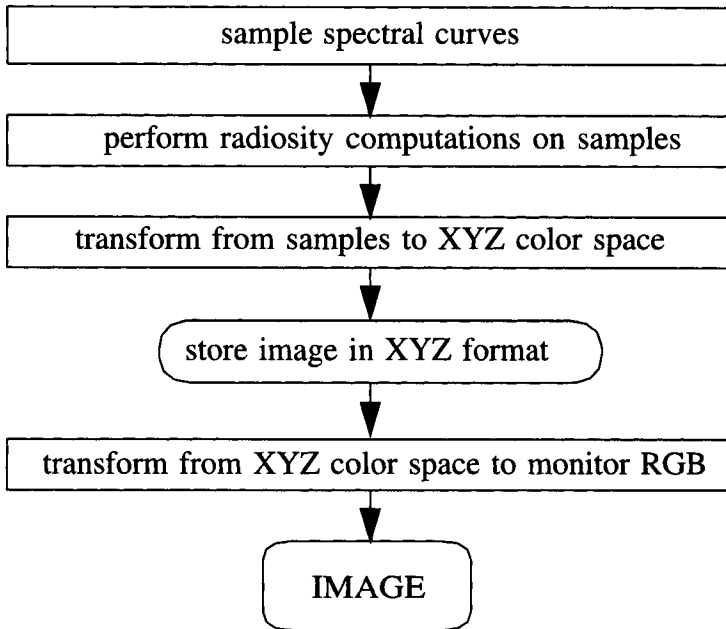 sample spectral curves
perform radiosity computations on samples
transform from samples to XYZ color space
store image in XYZ format
transform from XYZ color space to monitor RGB
IMAGE